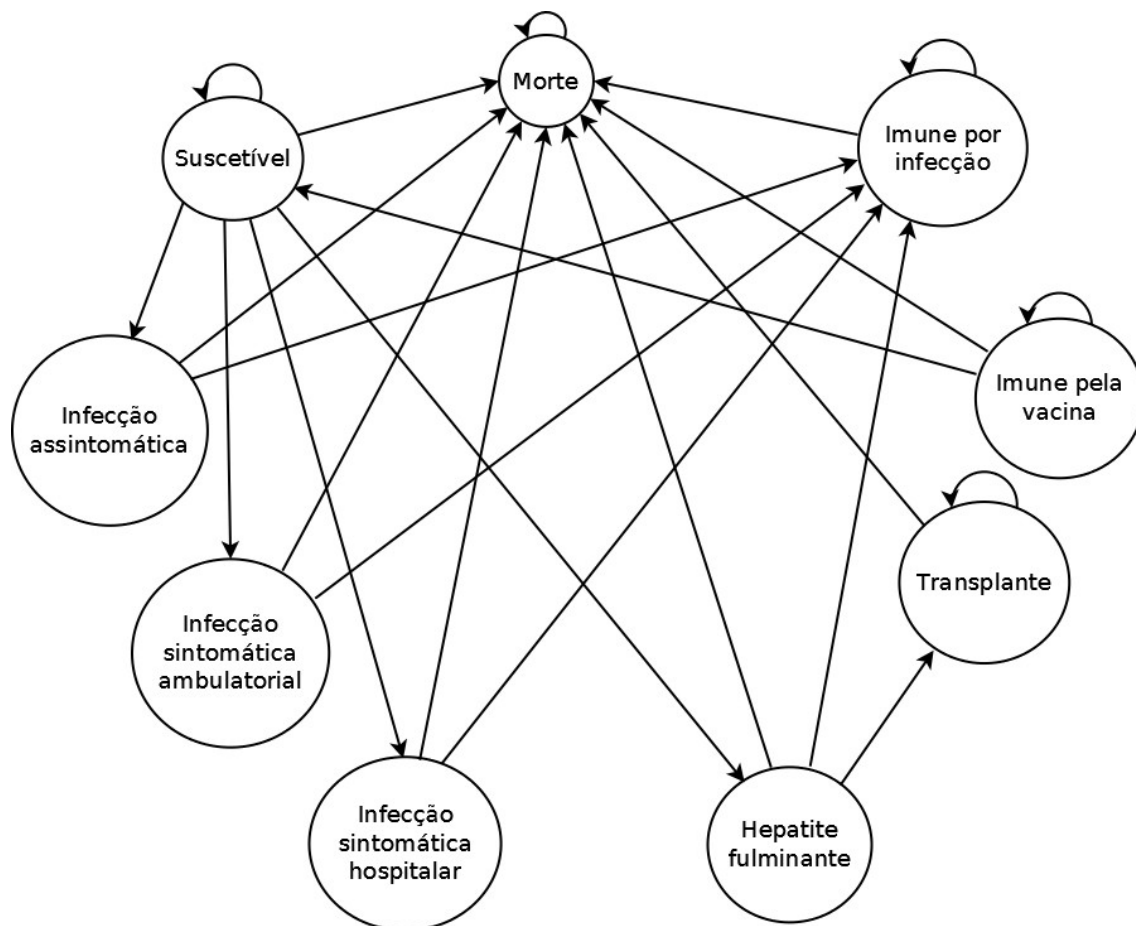 Morte
Suscetível
Imune por
infecção
Imune pela
vacina
Infecção
assintomática
Transplante
Infecção
sintomática
ambulatorial
Infecção
sintomática
hospitalar
Hepatite
fulminante